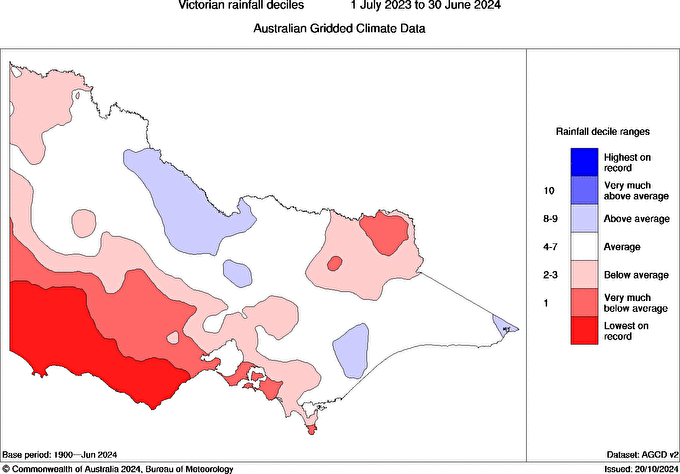 Victorian rainfall deciles 1 July 2023 to 30 June 2024
Australian Gridded Climate Data
Rainfall decile ranges
Highest on
record
10 Very much
above average
8-9 Above average
4-7 Average
2-3 Below average
1 Very much
below average
Lowest on
record
Base period: 1900—Jun 2024
Dataset: AGCD v2
© Commonwealth of Australia 2024, Bureau of Meteorology
Issued: 20/10/2024